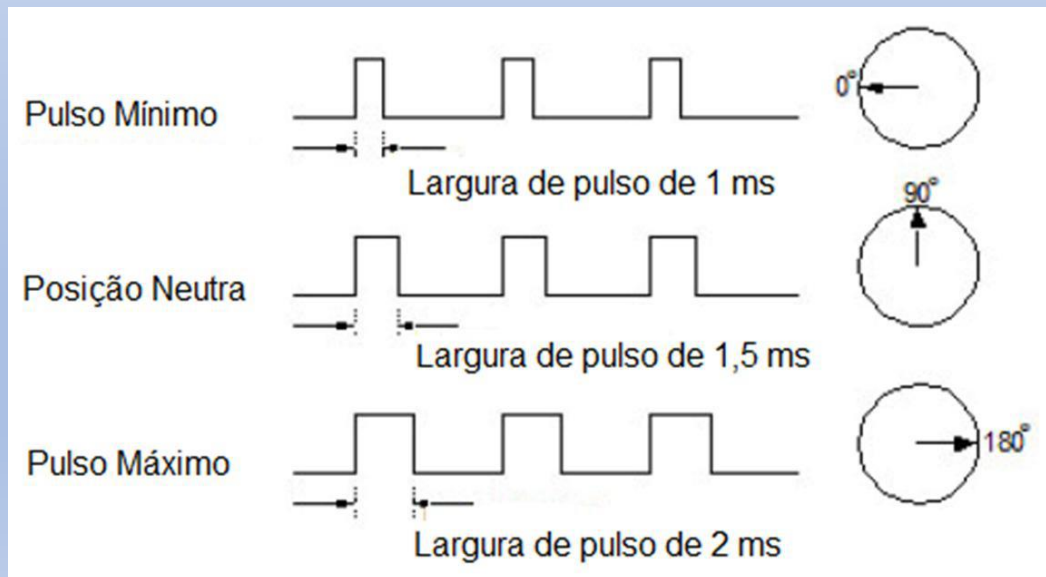 Pulso Mínimo
0°
Largura de pulso de 1 ms
90°
Posição Neutra
Largura de pulso de 1,5 ms
Pulso Máximo
180°
Largura de pulso de 2 ms